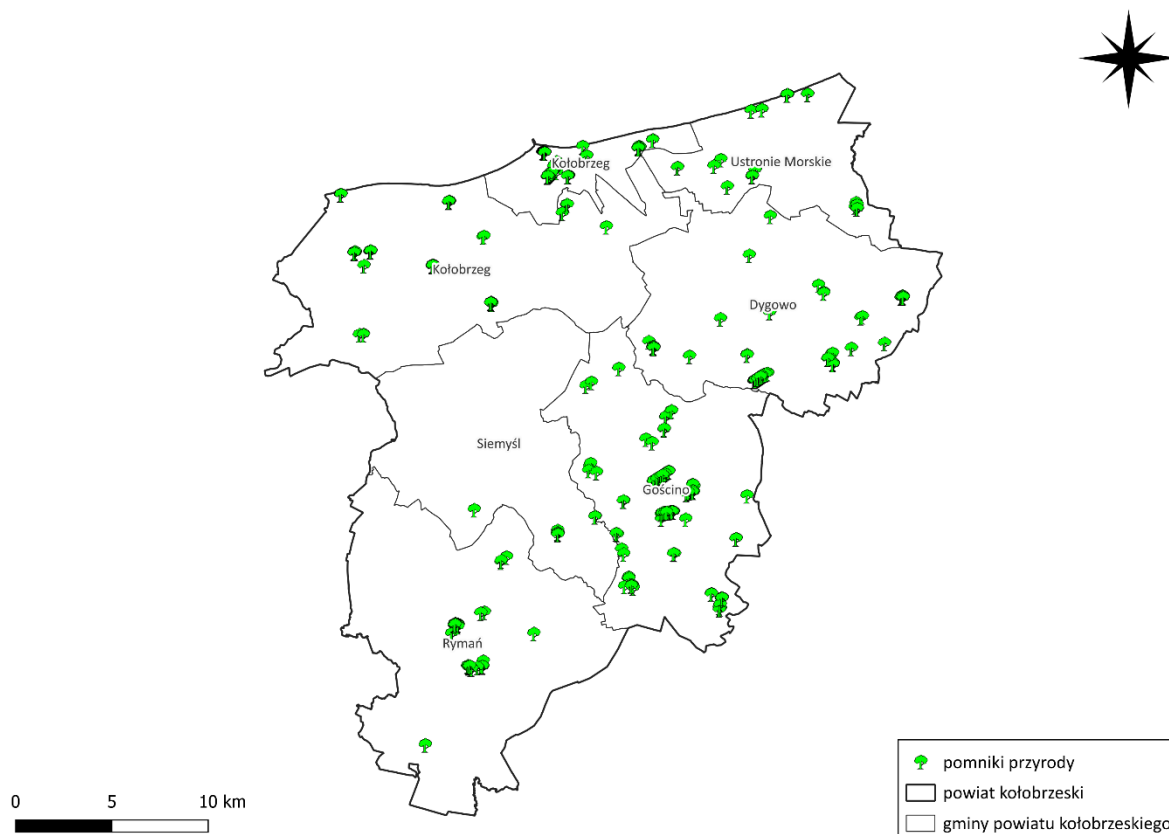 Kołobrzeg
Ustronie Morskie
Kołobrzeg
Dygowo
Siemyśl
Gościno
Rymań
pomniki przyrody
powiat kołobrzeski
gminy powiatu kołobrzeskiego
0 5 10 km